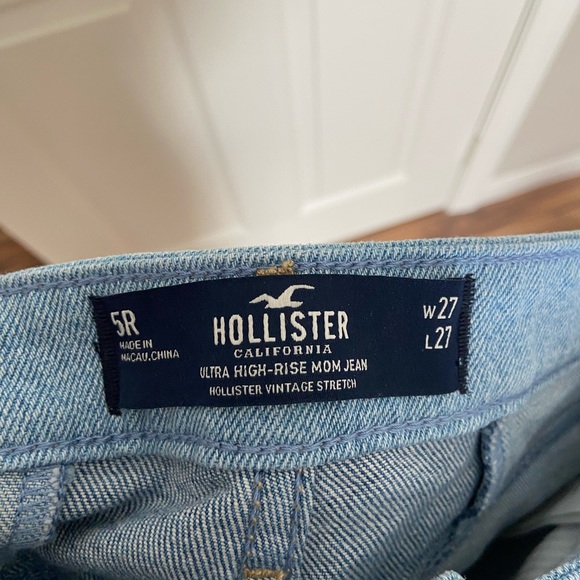 5R
MADE IN
MACAU.CHINA
HOLLISTER
CALIFORNIA
ULTRA HIGH-RISE MOM JEAN
HOLLISTER VINTAGE STRETCH
W27
L27